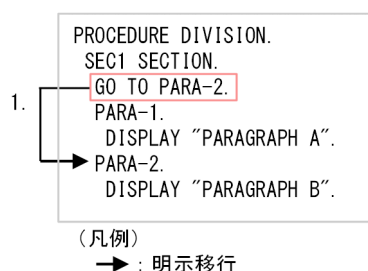 PROCEDURE DIVISION.
SEC1 SECTION.
GO TO PARA-2.
1.
PARA-1.
DISPLAY "PARAGRAPH A".
PARA-2.
DISPLAY "PARAGRAPH B".
(凡例)
➡ : 明示移行